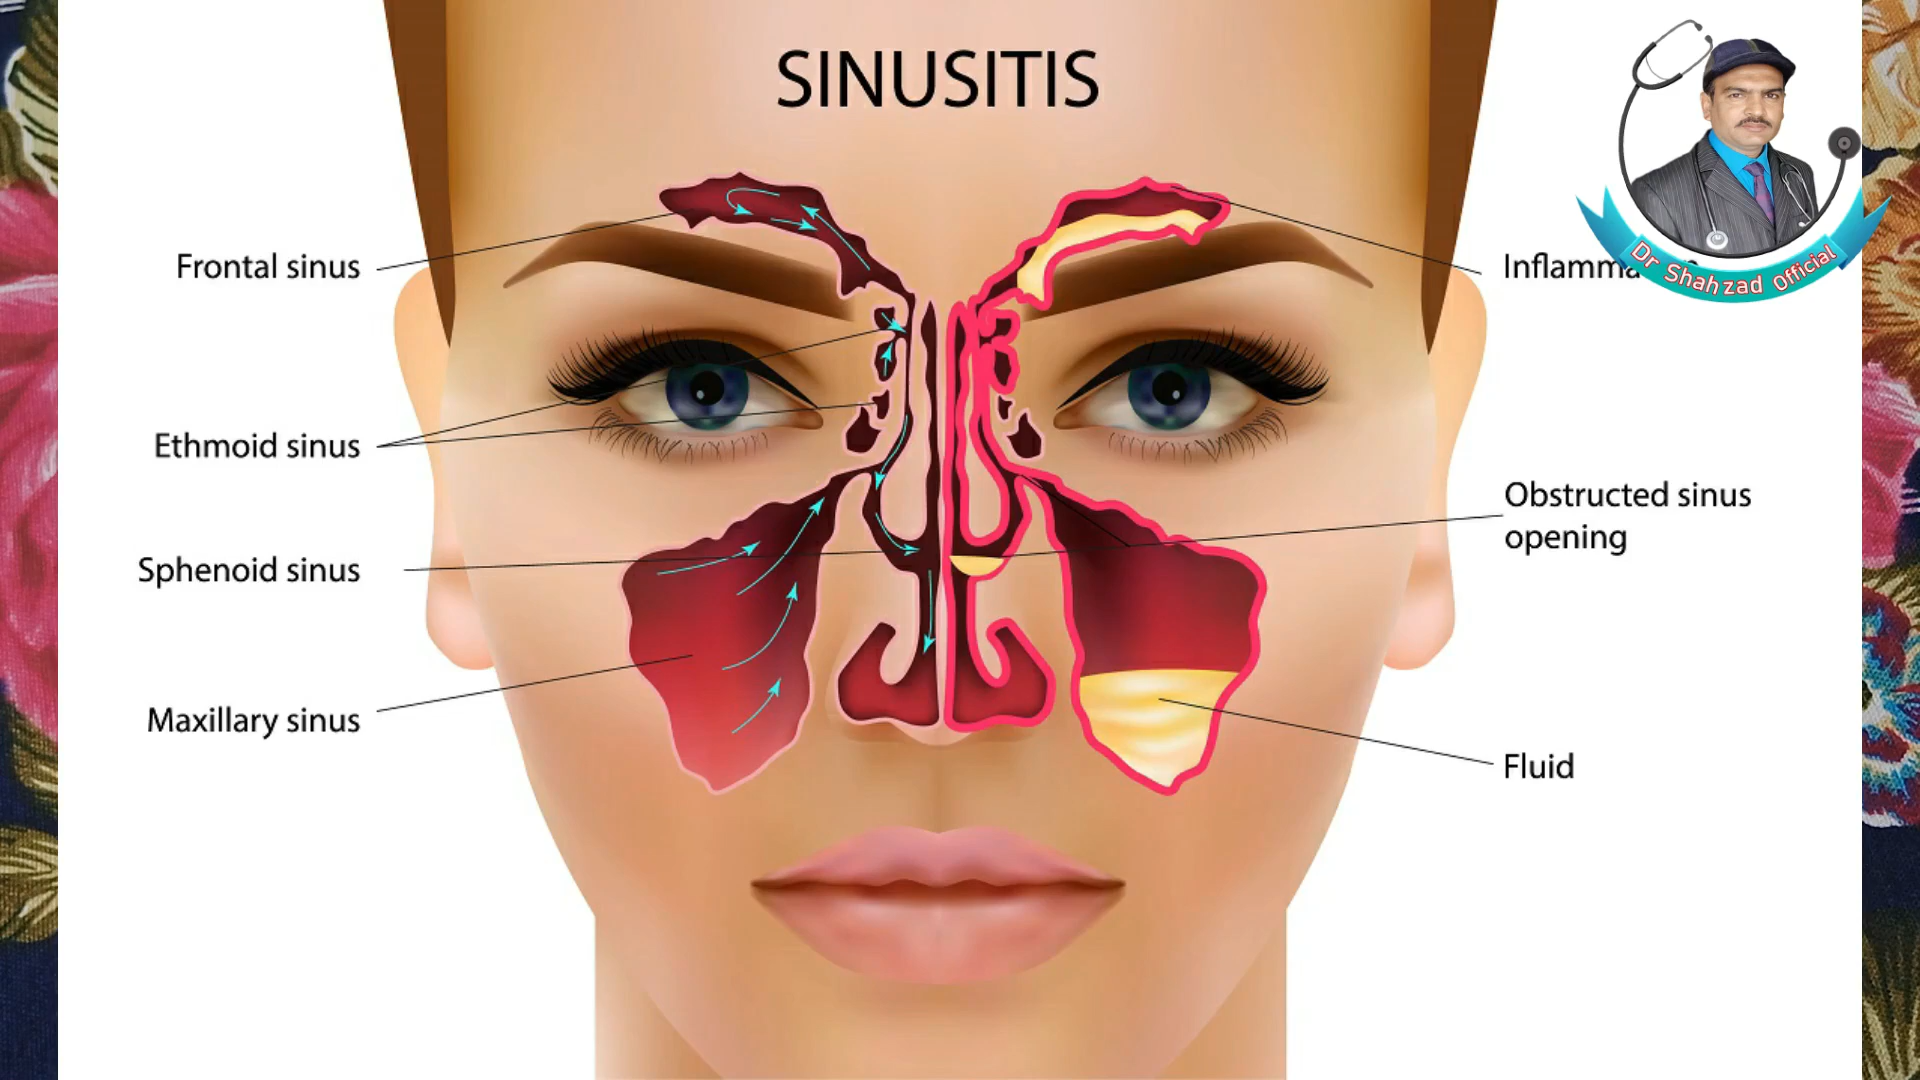 SINUSITIS
Frontal sinus
Ethmoid sinus
Sphenoid sinus
Maxillary sinus
Dr Shahzad Official
Obstructed sinus
opening
Fluid